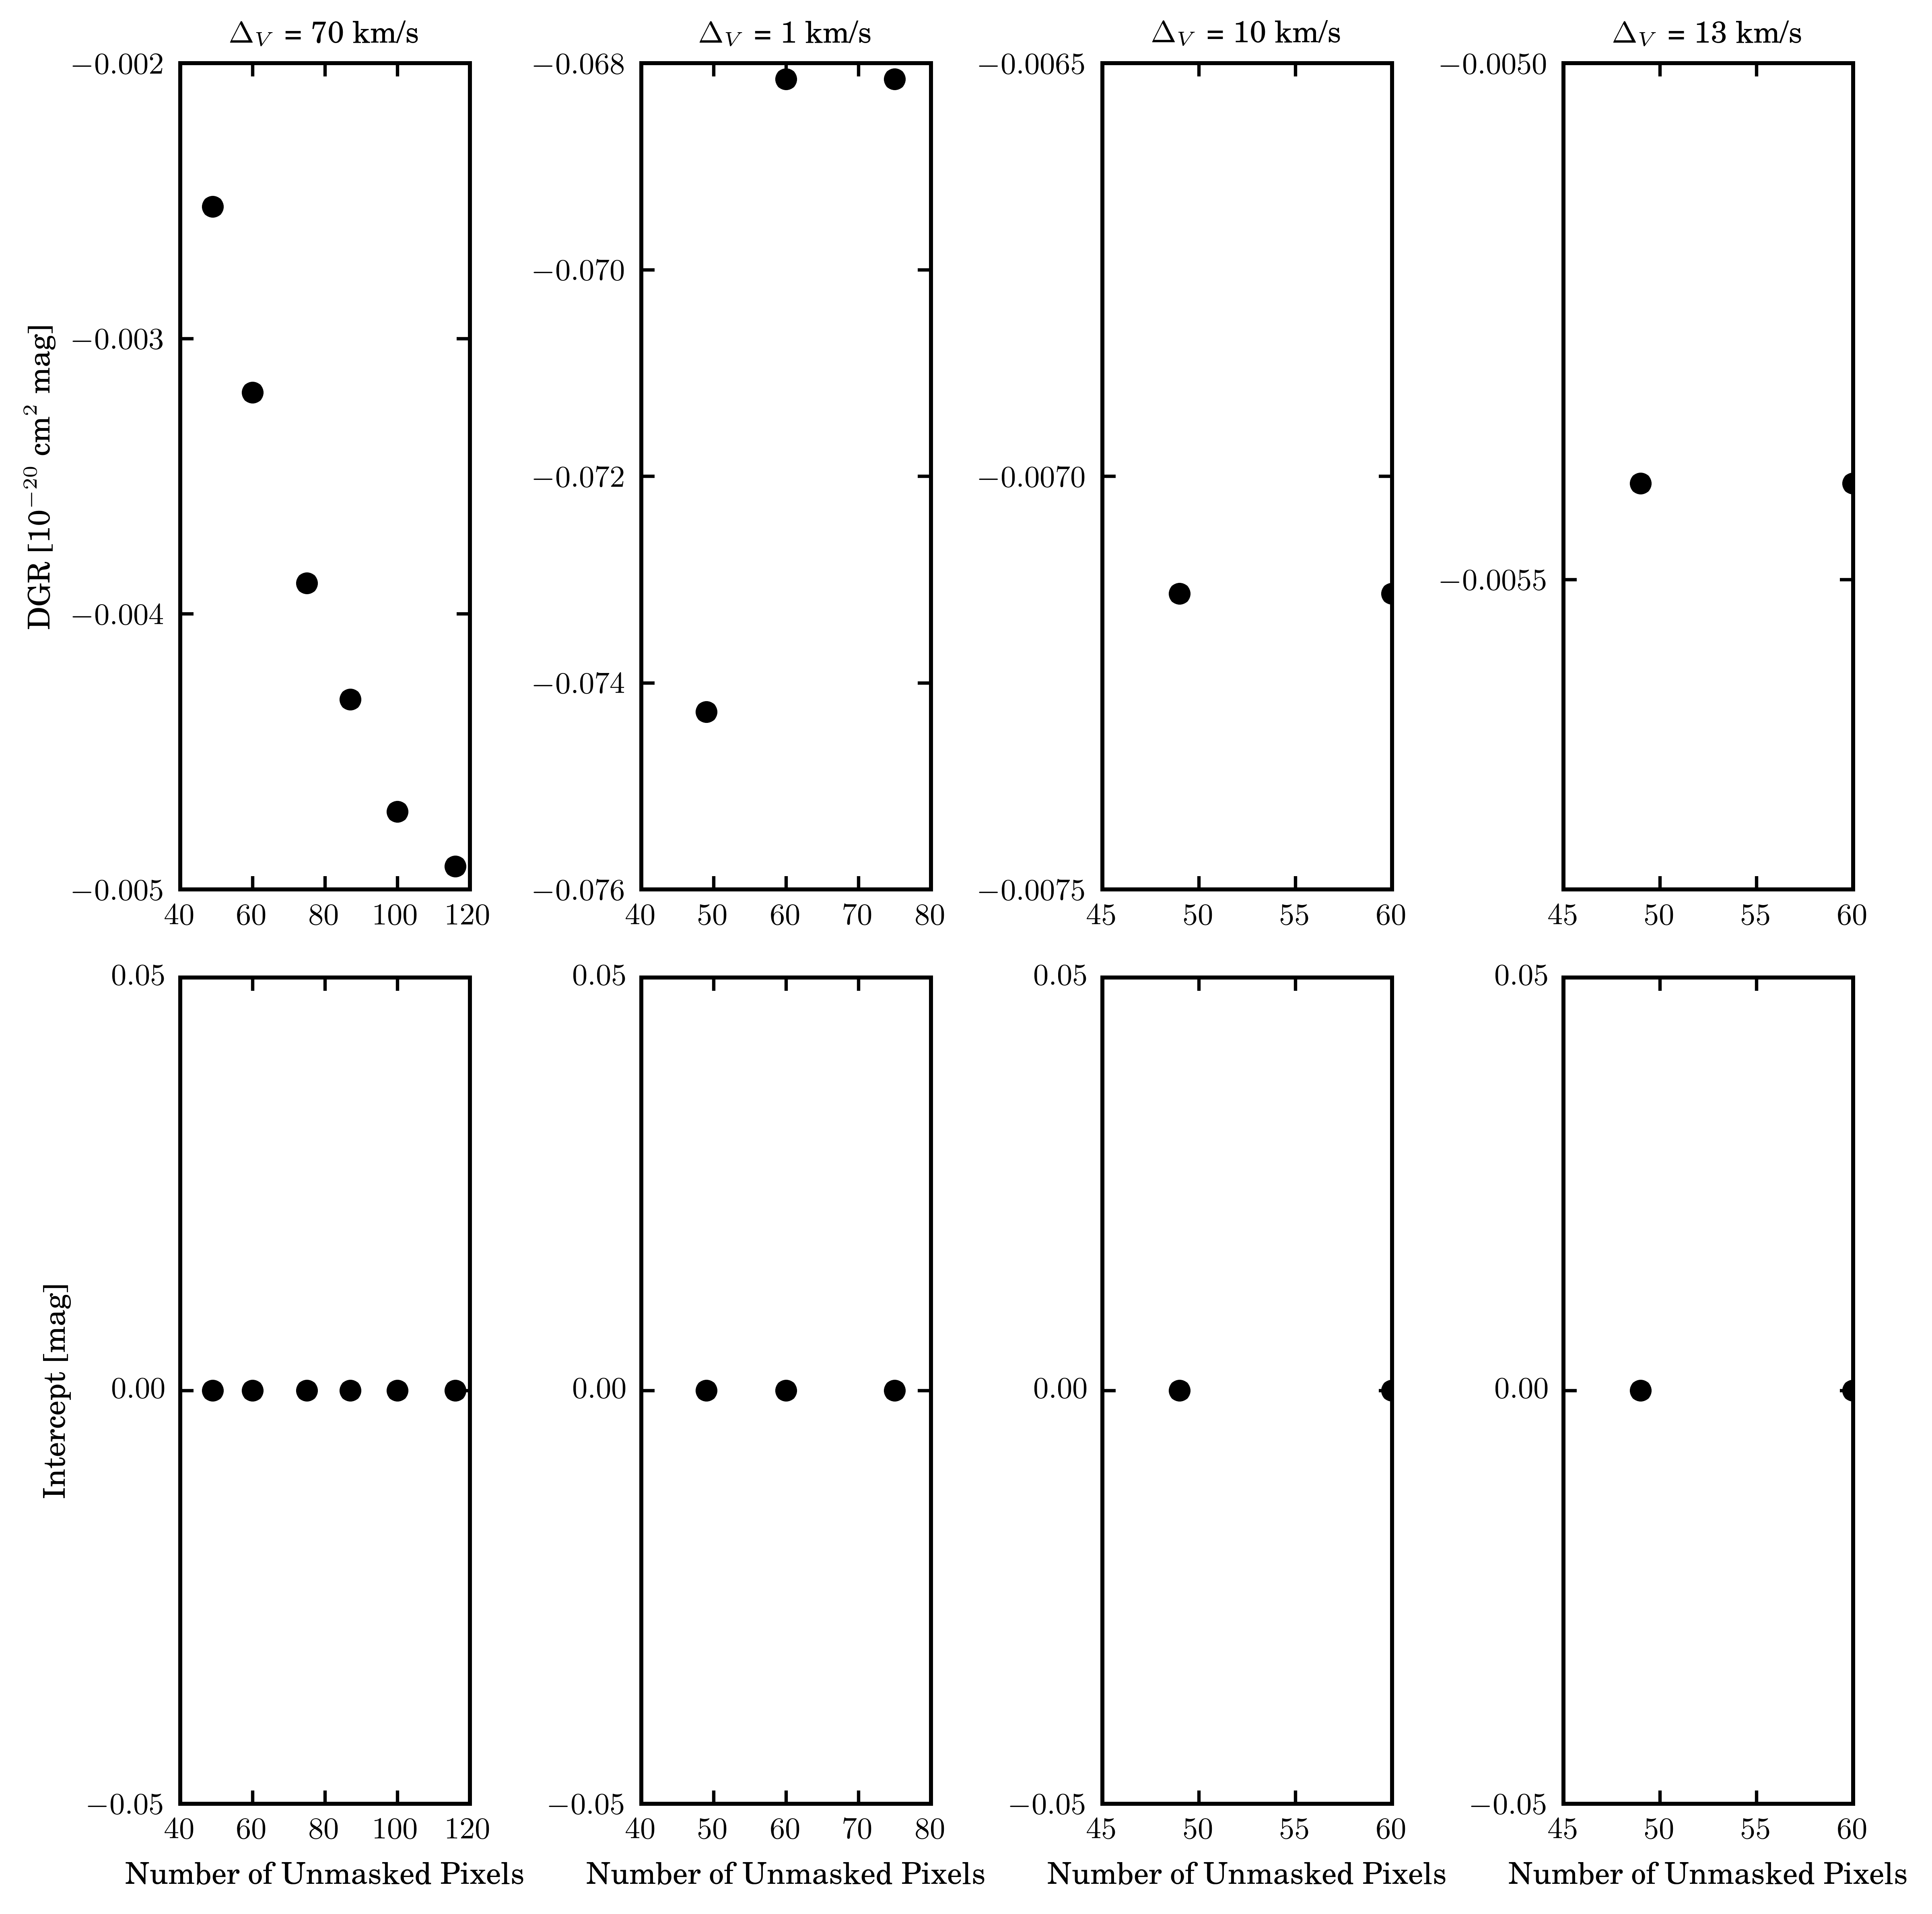 Δ_V = 70 km/s
Δ_V = 1 km/s
Δ_V = 10 km/s
Δ_V = 13 km/s
DGR [10⁻²⁰ cm² mag]
−0.002
−0.003
−0.004
−0.005
40 60 80 100 120
−0.068
−0.070
−0.072
−0.074
−0.076
40 50 60 70 80
−0.0065
−0.0070
−0.0075
45 50 55 60
−0.0050
−0.0055
45 50 55 60
Intercept [mag]
0.05
0.00
−0.05
40 60 80 100 120
Number of Unmasked Pixels
0.05
0.00
−0.05
40 50 60 70 80
Number of Unmasked Pixels
0.05
0.00
−0.05
45 50 55 60
Number of Unmasked Pixels
0.05
0.00
−0.05
45 50 55 60
Number of Unmasked Pixels